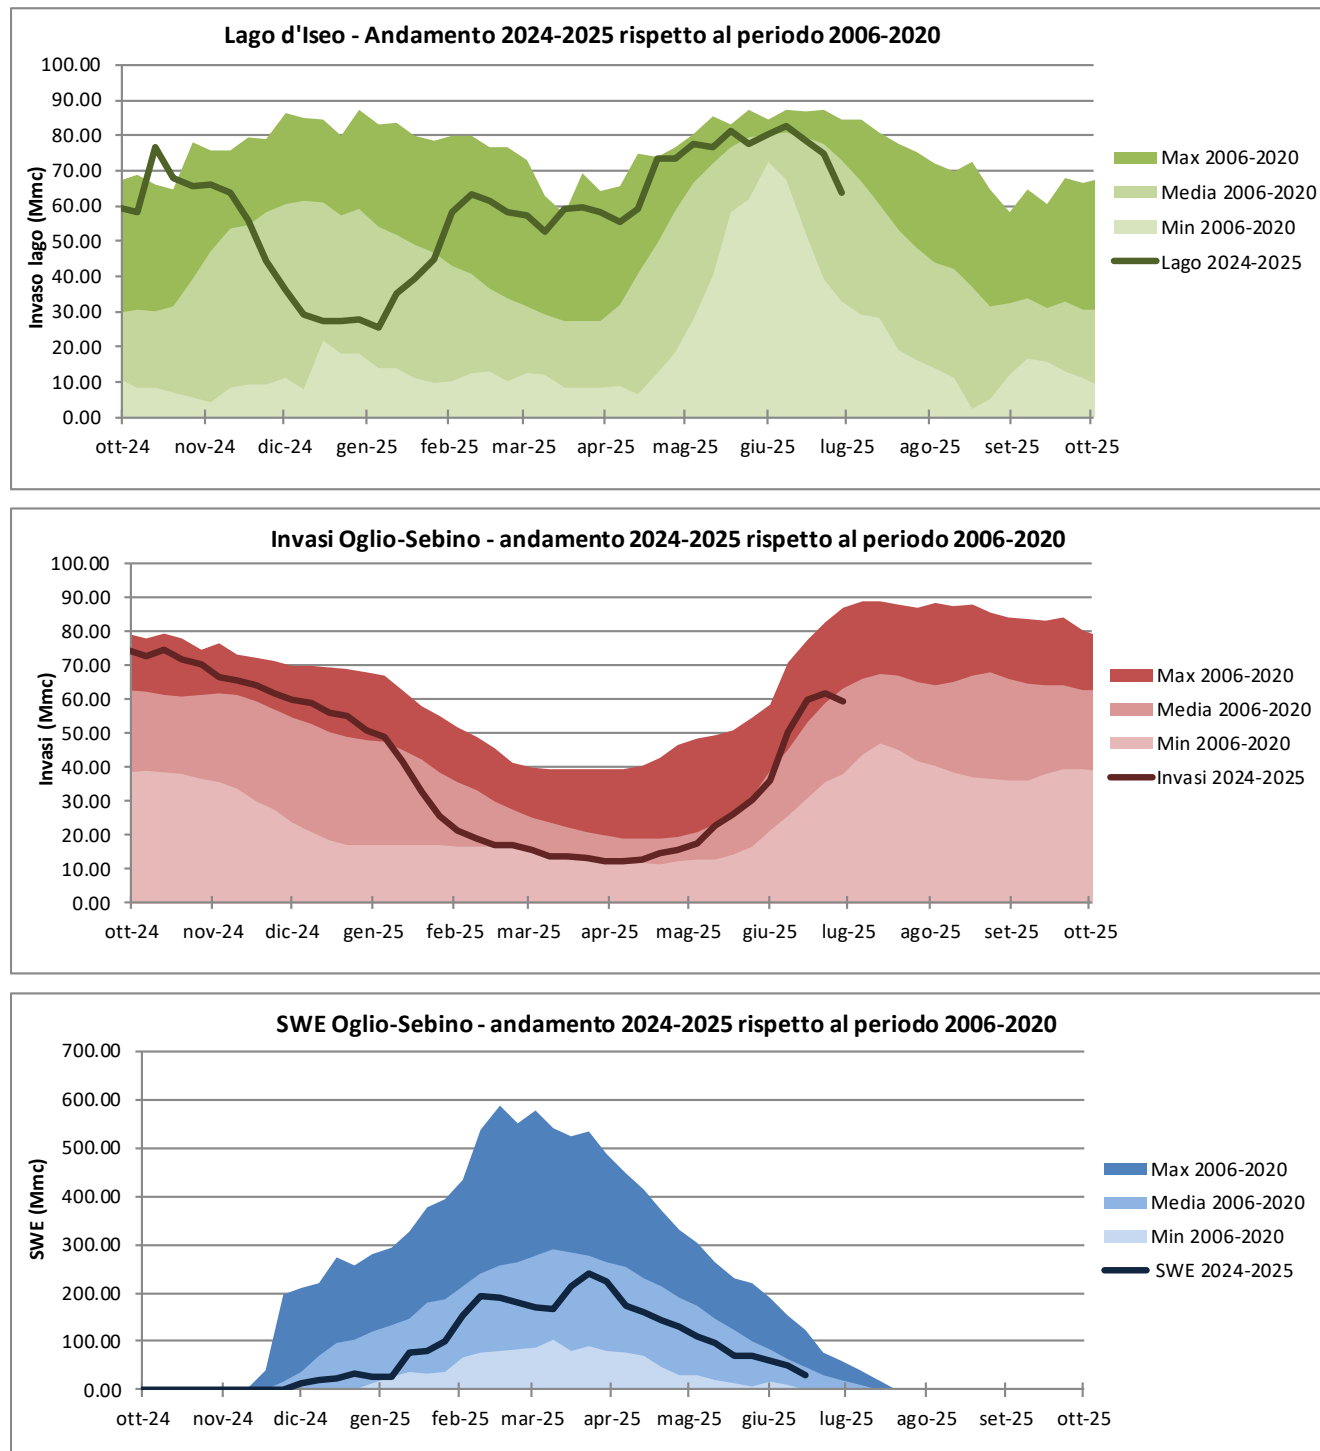 Lago d'Iseo - Andamento 2024-2025 rispetto al periodo 2006-2020
Invaso lago (Mmc)
100.00
90.00
80.00
70.00
60.00
50.00
40.00
30.00
20.00
10.00
0.00
ott-24 nov-24 dic-24 gen-25 feb-25 mar-25 apr-25 mag-25 giu-25 lug-25 ago-25 set-25 ott-25
Max 2006-2020
Media 2006-2020
Min 2006-2020
Lago 2024-2025
Invasi Oglio-Sebino - andamento 2024-2025 rispetto al periodo 2006-2020
Invasi (Mmc)
100.00
90.00
80.00
70.00
60.00
50.00
40.00
30.00
20.00
10.00
0.00
ott-24 nov-24 dic-24 gen-25 feb-25 mar-25 apr-25 mag-25 giu-25 lug-25 ago-25 set-25 ott-25
Max 2006-2020
Media 2006-2020
Min 2006-2020
Invasi 2024-2025
SWE Oglio-Sebino - andamento 2024-2025 rispetto al periodo 2006-2020
SWE (Mmc)
700.00
600.00
500.00
400.00
300.00
200.00
100.00
0.00
ott-24 nov-24 dic-24 gen-25 feb-25 mar-25 apr-25 mag-25 giu-25 lug-25 ago-25 set-25 ott-25
Max 2006-2020
Media 2006-2020
Min 2006-2020
SWE 2024-2025